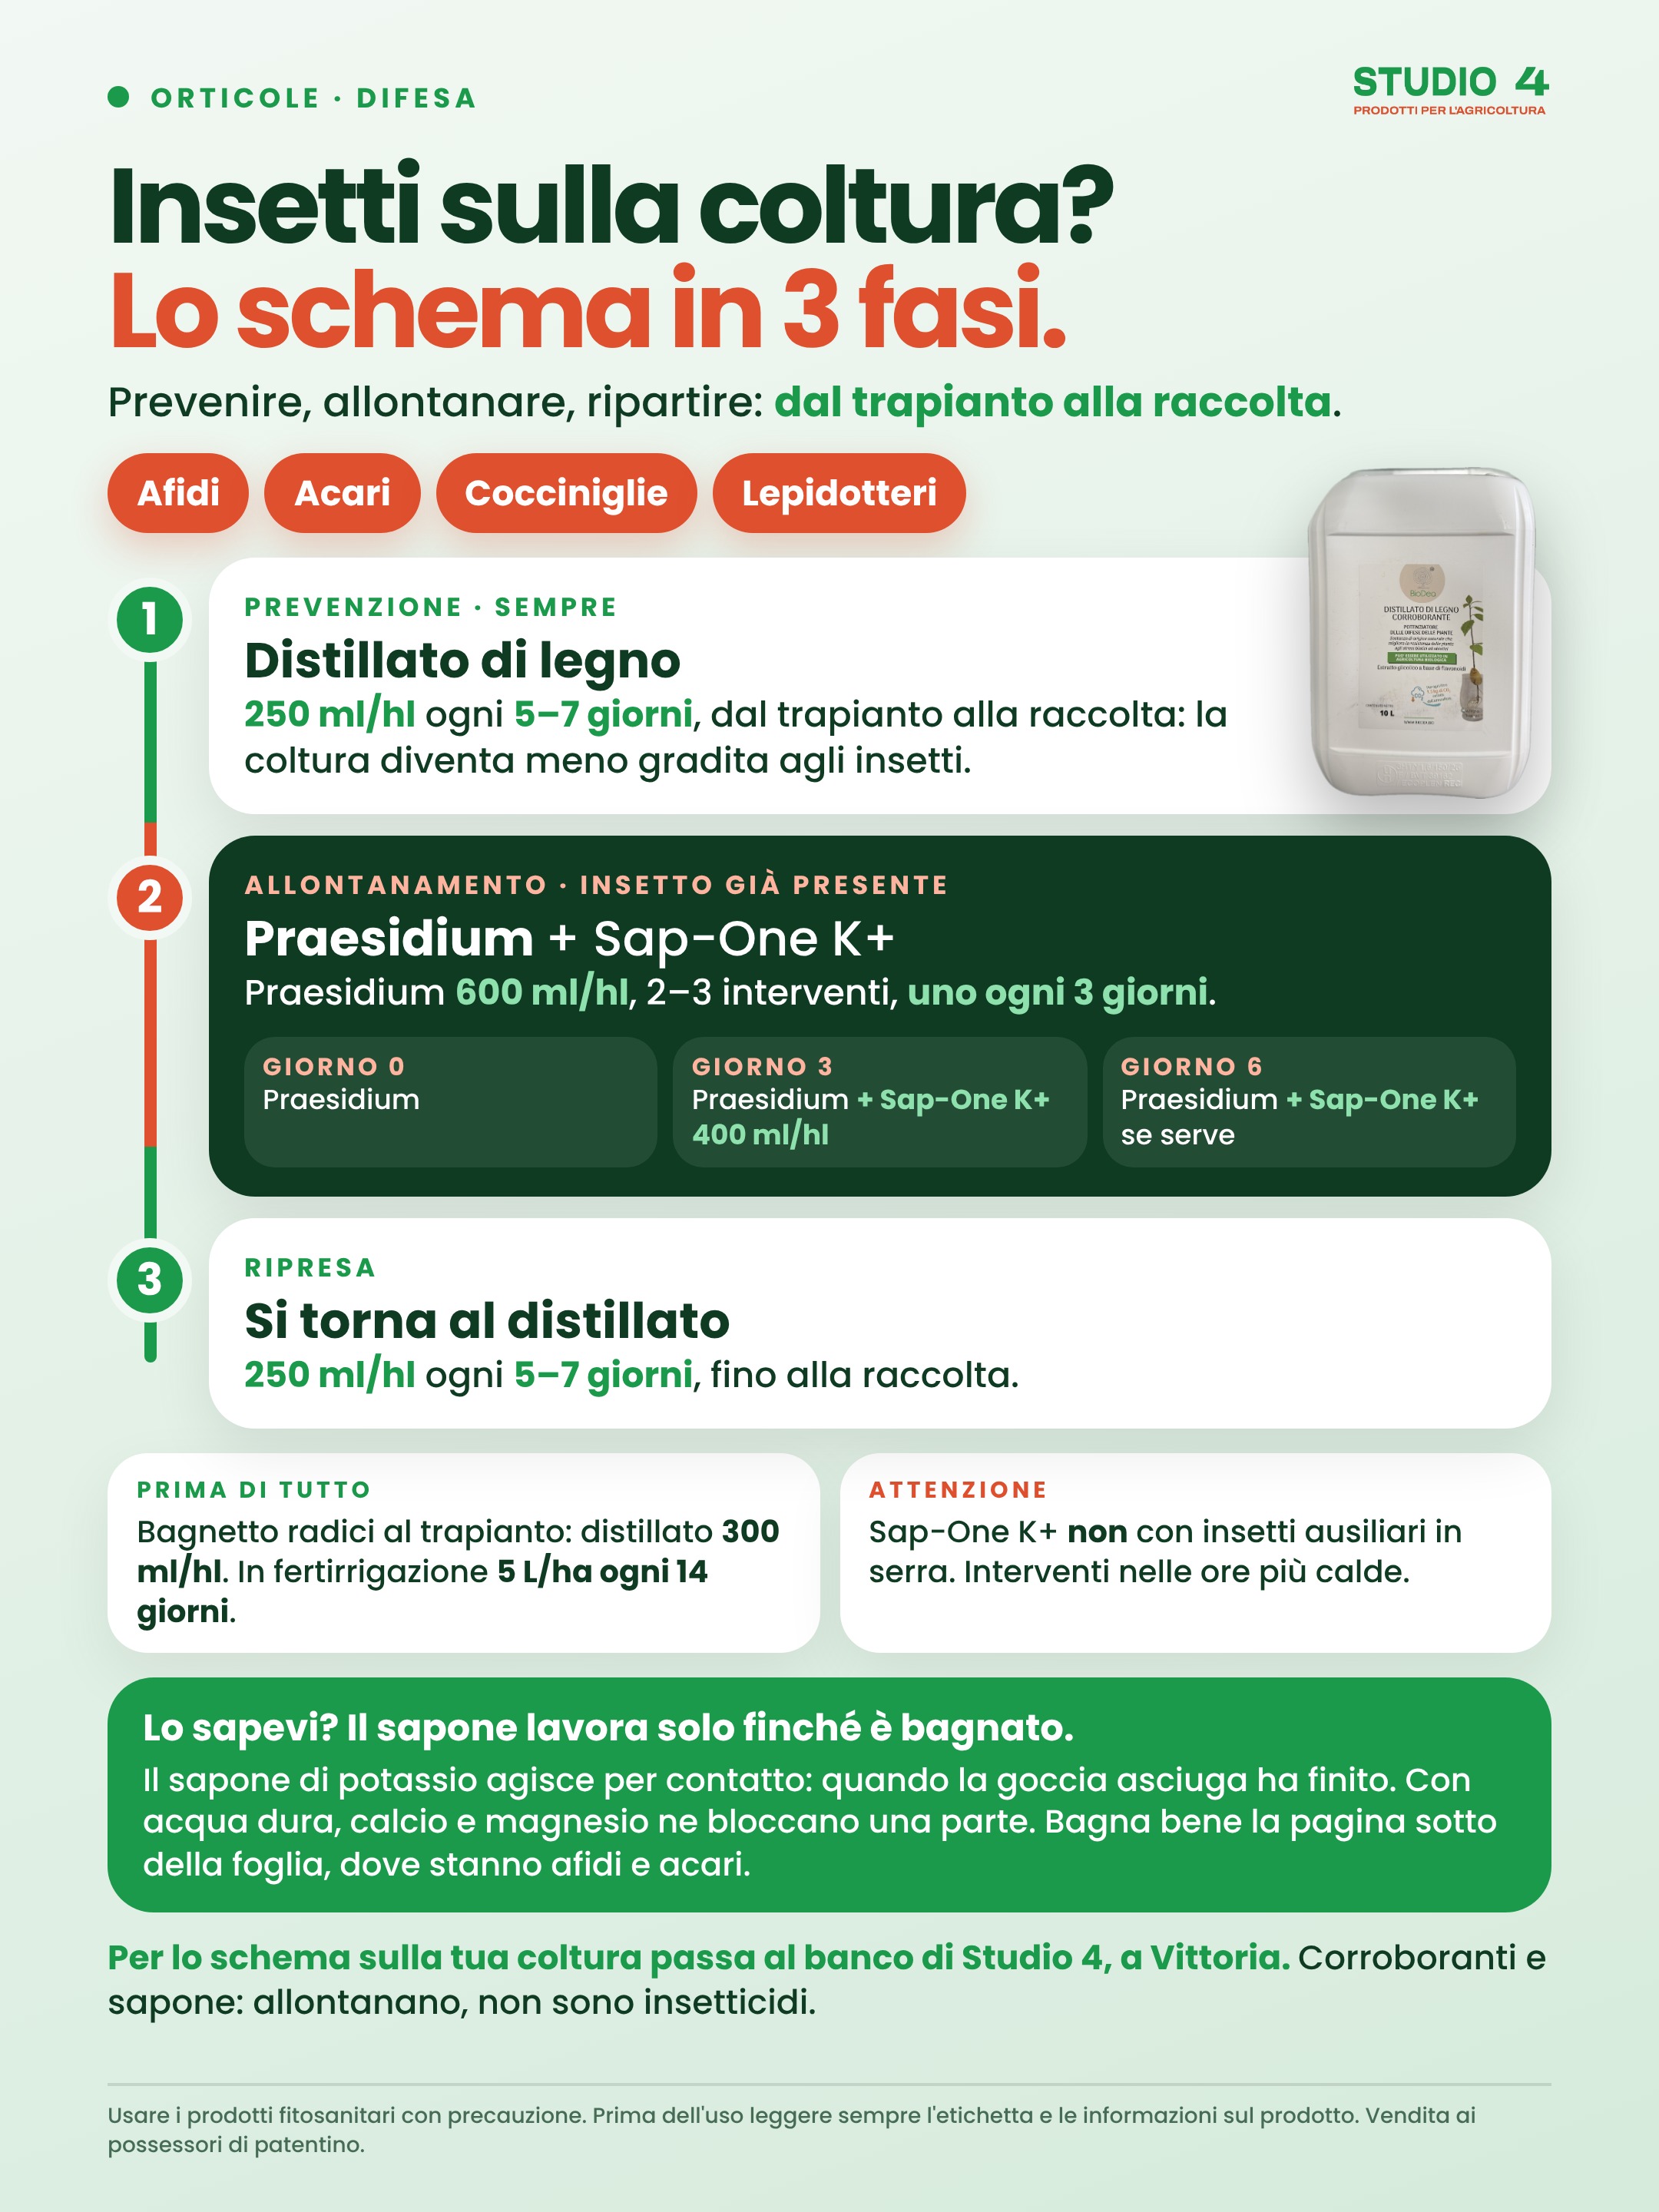 ORTICOLE · DIFESA
STUDIO 4
PRODOTTI PER L'AGRICOLTURA
Insetti sulla coltura?
Lo schema in 3 fasi.
Prevenire, allontanare, ripartire: dal trapianto alla raccolta.
Afidi
Acari
Cocciniglie
Lepidotteri
1
PREVENZIONE · SEMPRE
Distillato di legno
250 ml/hl ogni 5–7 giorni, dal trapianto alla raccolta: la
coltura diventa meno gradita agli insetti.
BioDea
DISTILLATO DI LEGNO
CORROBORANTE
POTENZIATORE
DELLE DIFESE DELLE PIANTE
10 L
2
ALLONTANAMENTO · INSETTO GIÀ PRESENTE
Praesidium + Sap-One K+
Praesidium 600 ml/hl, 2–3 interventi, uno ogni 3 giorni.
GIORNO 0
Praesidium
GIORNO 3
Praesidium + Sap-One K+
400 ml/hl
GIORNO 6
Praesidium + Sap-One K+
se serve
3
RIPRESA
Si torna al distillato
250 ml/hl ogni 5–7 giorni, fino alla raccolta.
PRIMA DI TUTTO
Bagnetto radici al trapianto: distillato 300
ml/hl. In fertirrigazione 5 L/ha ogni 14
giorni.
ATTENZIONE
Sap-One K+ non con insetti ausiliari in
serra. Interventi nelle ore più calde.
Lo sapevi? Il sapone lavora solo finché è bagnato.
Il sapone di potassio agisce per contatto: quando la goccia asciuga ha finito. Con
acqua dura, calcio e magnesio ne bloccano una parte. Bagna bene la pagina sotto
della foglia, dove stanno afidi e acari.
Per lo schema sulla tua coltura passa al banco di Studio 4, a Vittoria. Corroboranti e
sapone: allontanano, non sono insetticidi.
Usare i prodotti fitosanitari con precauzione. Prima dell'uso leggere sempre l'etichetta e le informazioni sul prodotto. Vendita ai
possessori di patentino.